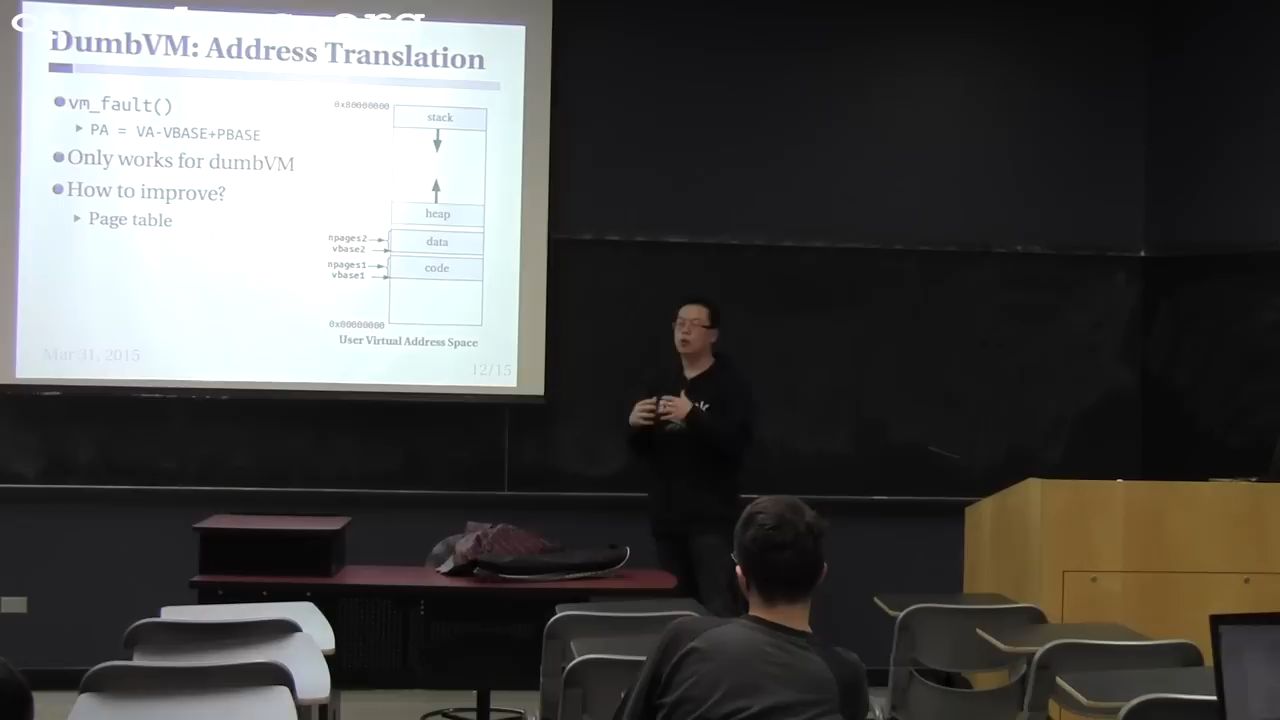 DumbVM: Address Translation
vm_fault()
PA = VA-VBASE+PBASE
Only works for dumbVM
How to improve?
Page table
0x80000000
stack
heap
npages2
vbase2
data
npages1
vbase1
code
0x00000000
User Virtual Address Space
Mar 31, 2015
12/15